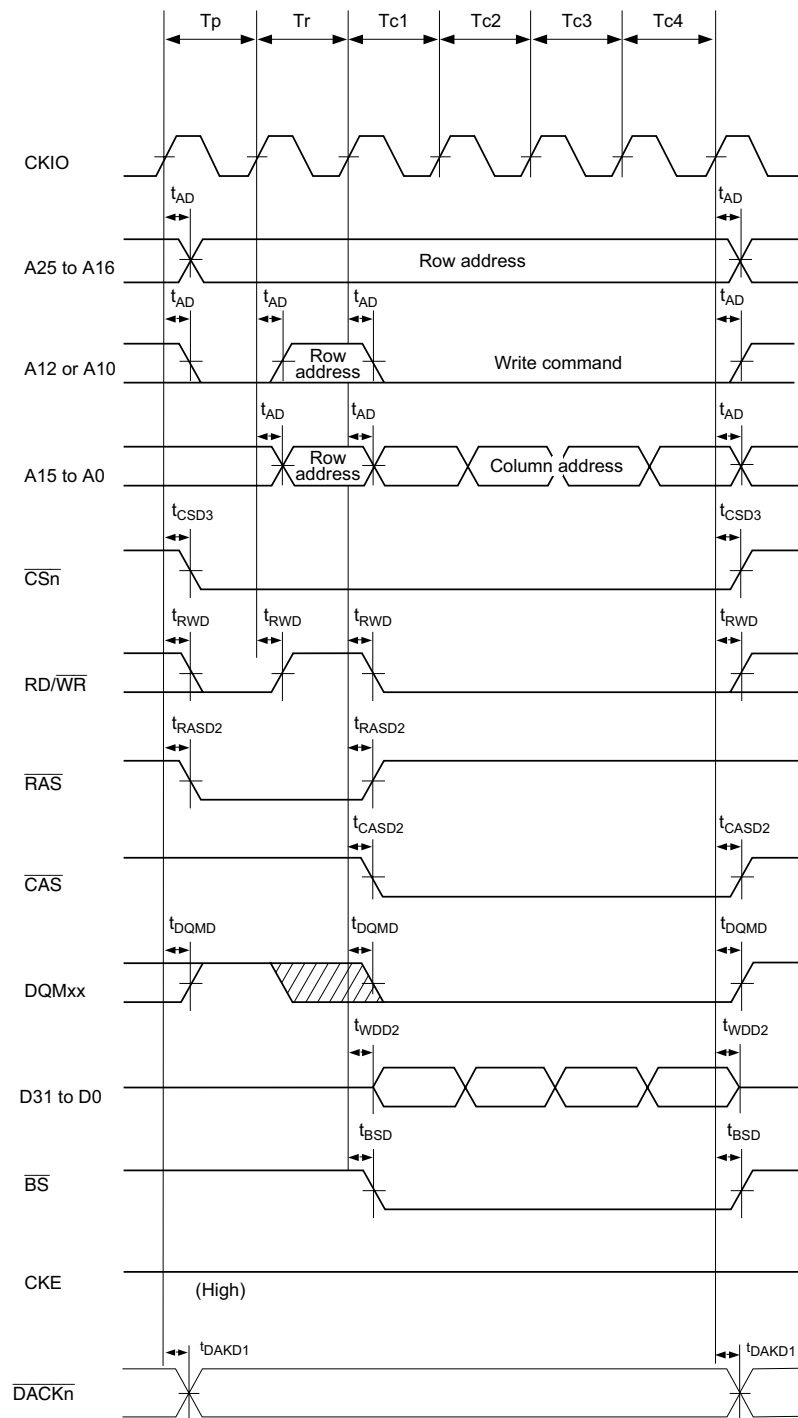 Tp Tr Tc1 Tc2 Tc3 Tc4
CKIO
tAD tAD
A25 to A16 Row address
tAD tAD tAD tAD
A12 or A10 Row address Write command
tAD tAD tAD
A15 to A0 Row address Column address
tCSD3 tCSD3
CSn
tRWD tRWD tRWD tRWD
RD/WR
tRASD2 tRASD2
RAS
tCASD2 tCASD2
CAS
tDQMD tDQMD tDQMD
DQMxx
tWDD2 tWDD2
D31 to D0
tBSD tBSD
BS
CKE (High)
tDAKD1 tDAKD1
DACKn